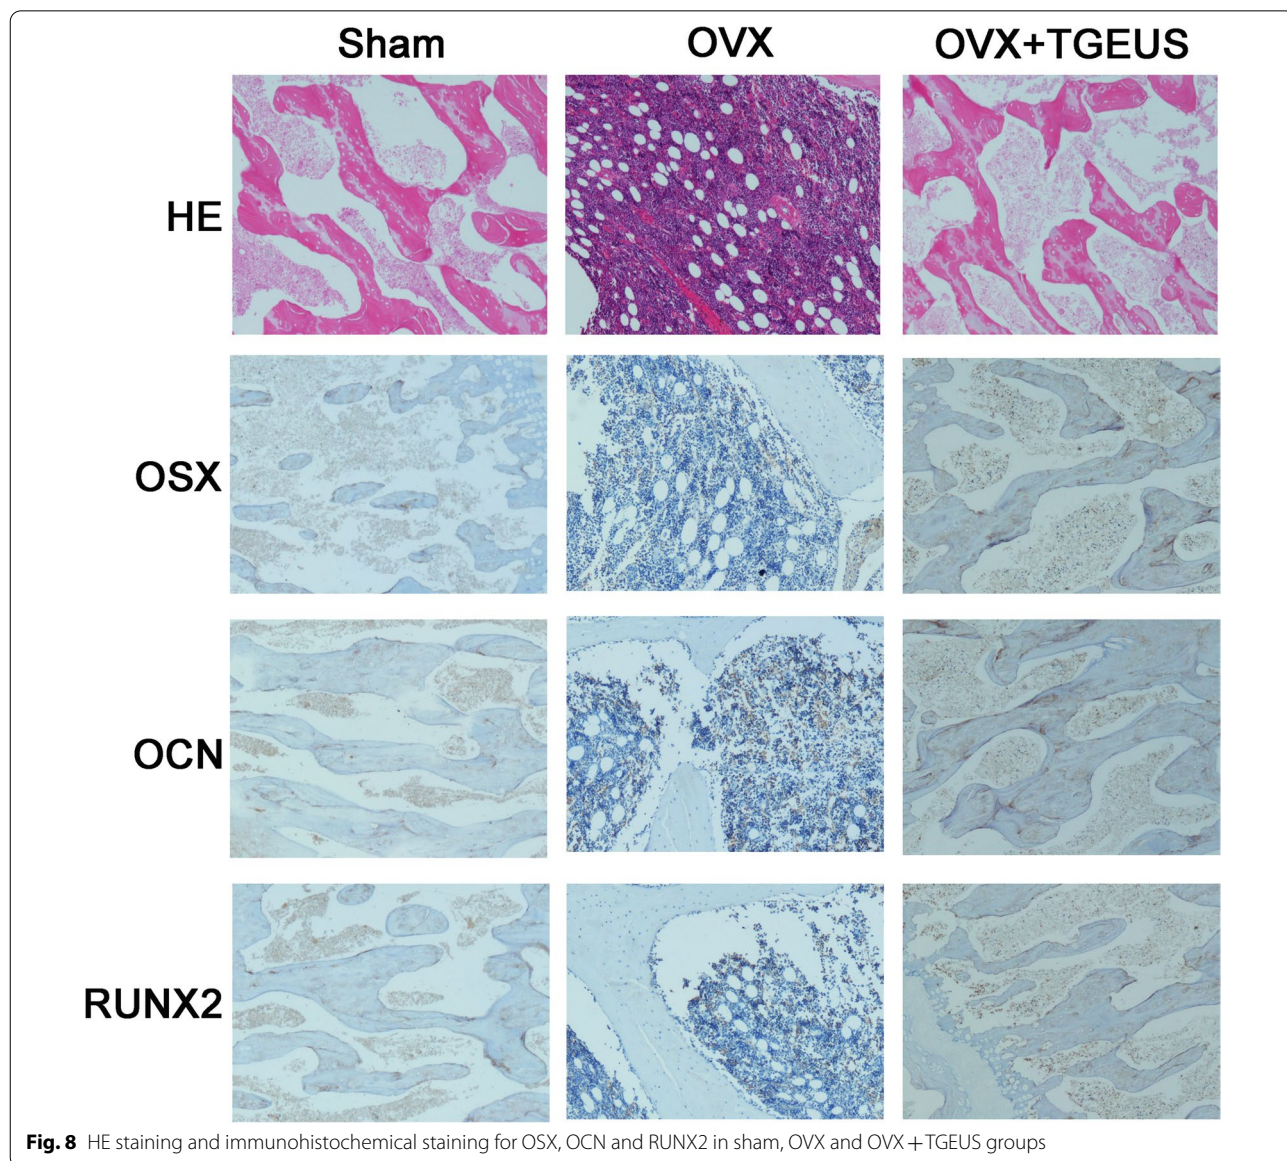 Sham OVX OVX+TGEUS
HE
OSX
OCN
RUNX2
Fig. 8 HE staining and immunohistochemical staining for OSX, OCN and RUNX2 in sham, OVX and OVX + TGEUS groups